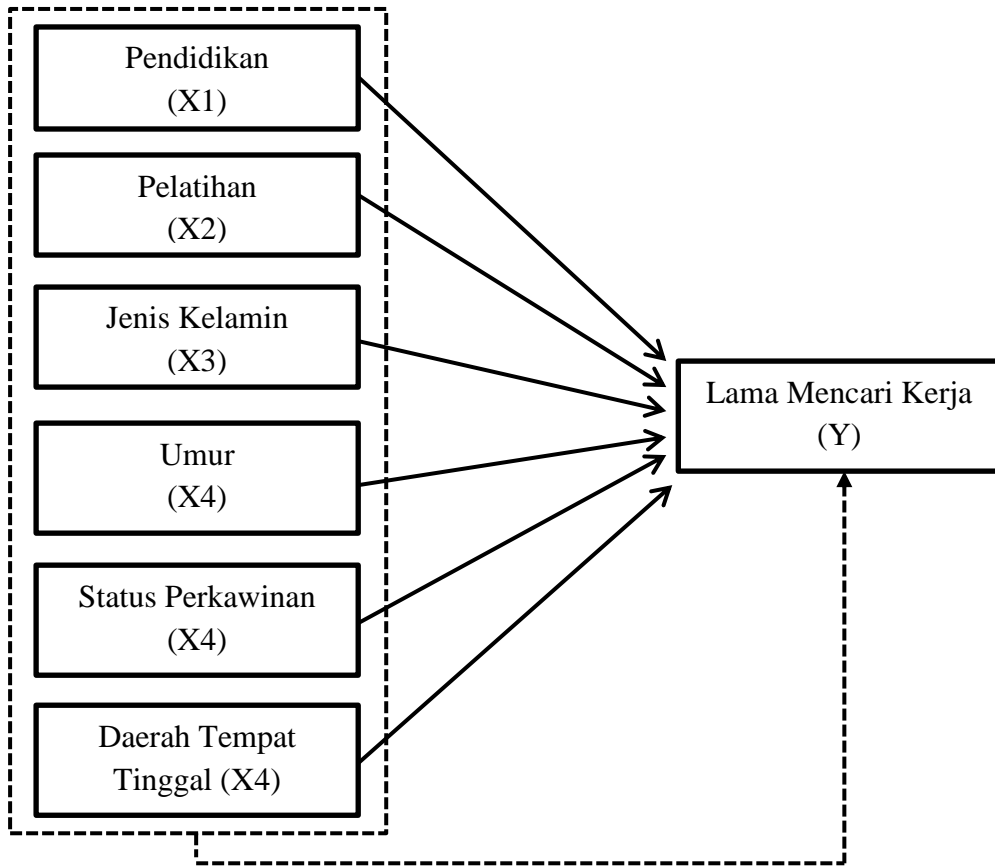 Pendidikan
(X1)
Pelatihan
(X2)
Jenis Kelamin
(X3)
Umur
(X4)
Status Perkawinan
(X4)
Daerah Tempat
Tinggal (X4)
Lama Mencari Kerja
(Y)